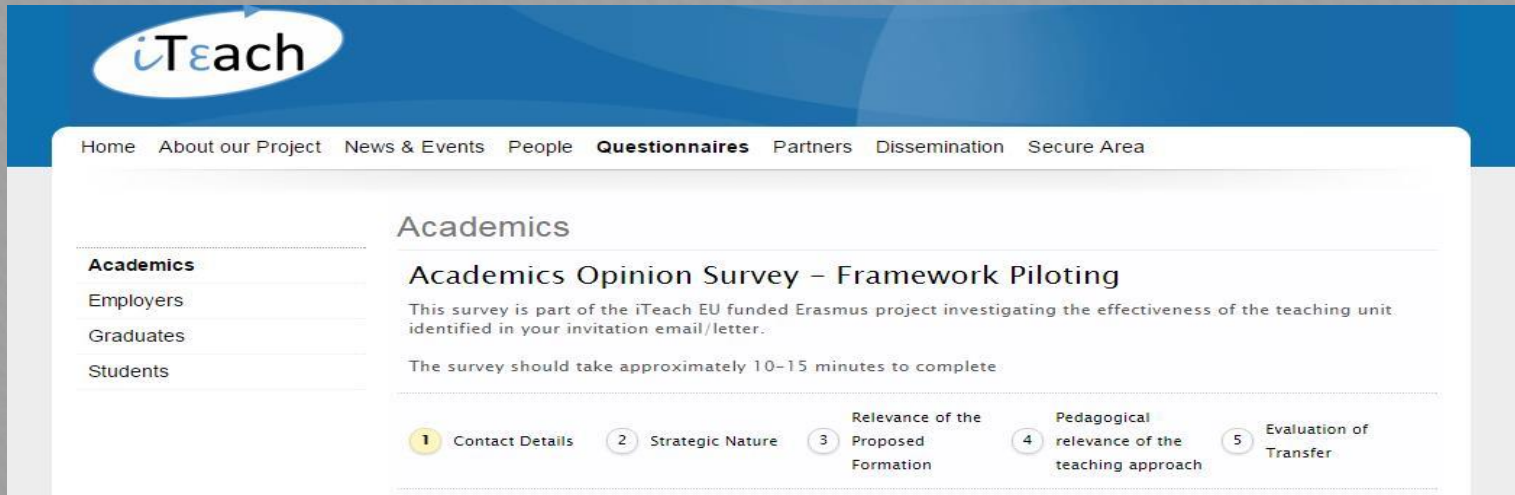 iTɛach
Home About our Project News & Events People Questionnaires Partners Dissemination Secure Area
Academics
Employers
Graduates
Students
Academics
Academics Opinion Survey – Framework Piloting
This survey is part of the iTeach EU funded Erasmus project investigating the effectiveness of the teaching unit
identified in your invitation email/letter.
The survey should take approximately 10–15 minutes to complete
1 Contact Details
2 Strategic Nature
3 Relevance of the
Proposed
Formation
4 Pedagogical
relevance of the
teaching approach
5 Evaluation of
Transfer